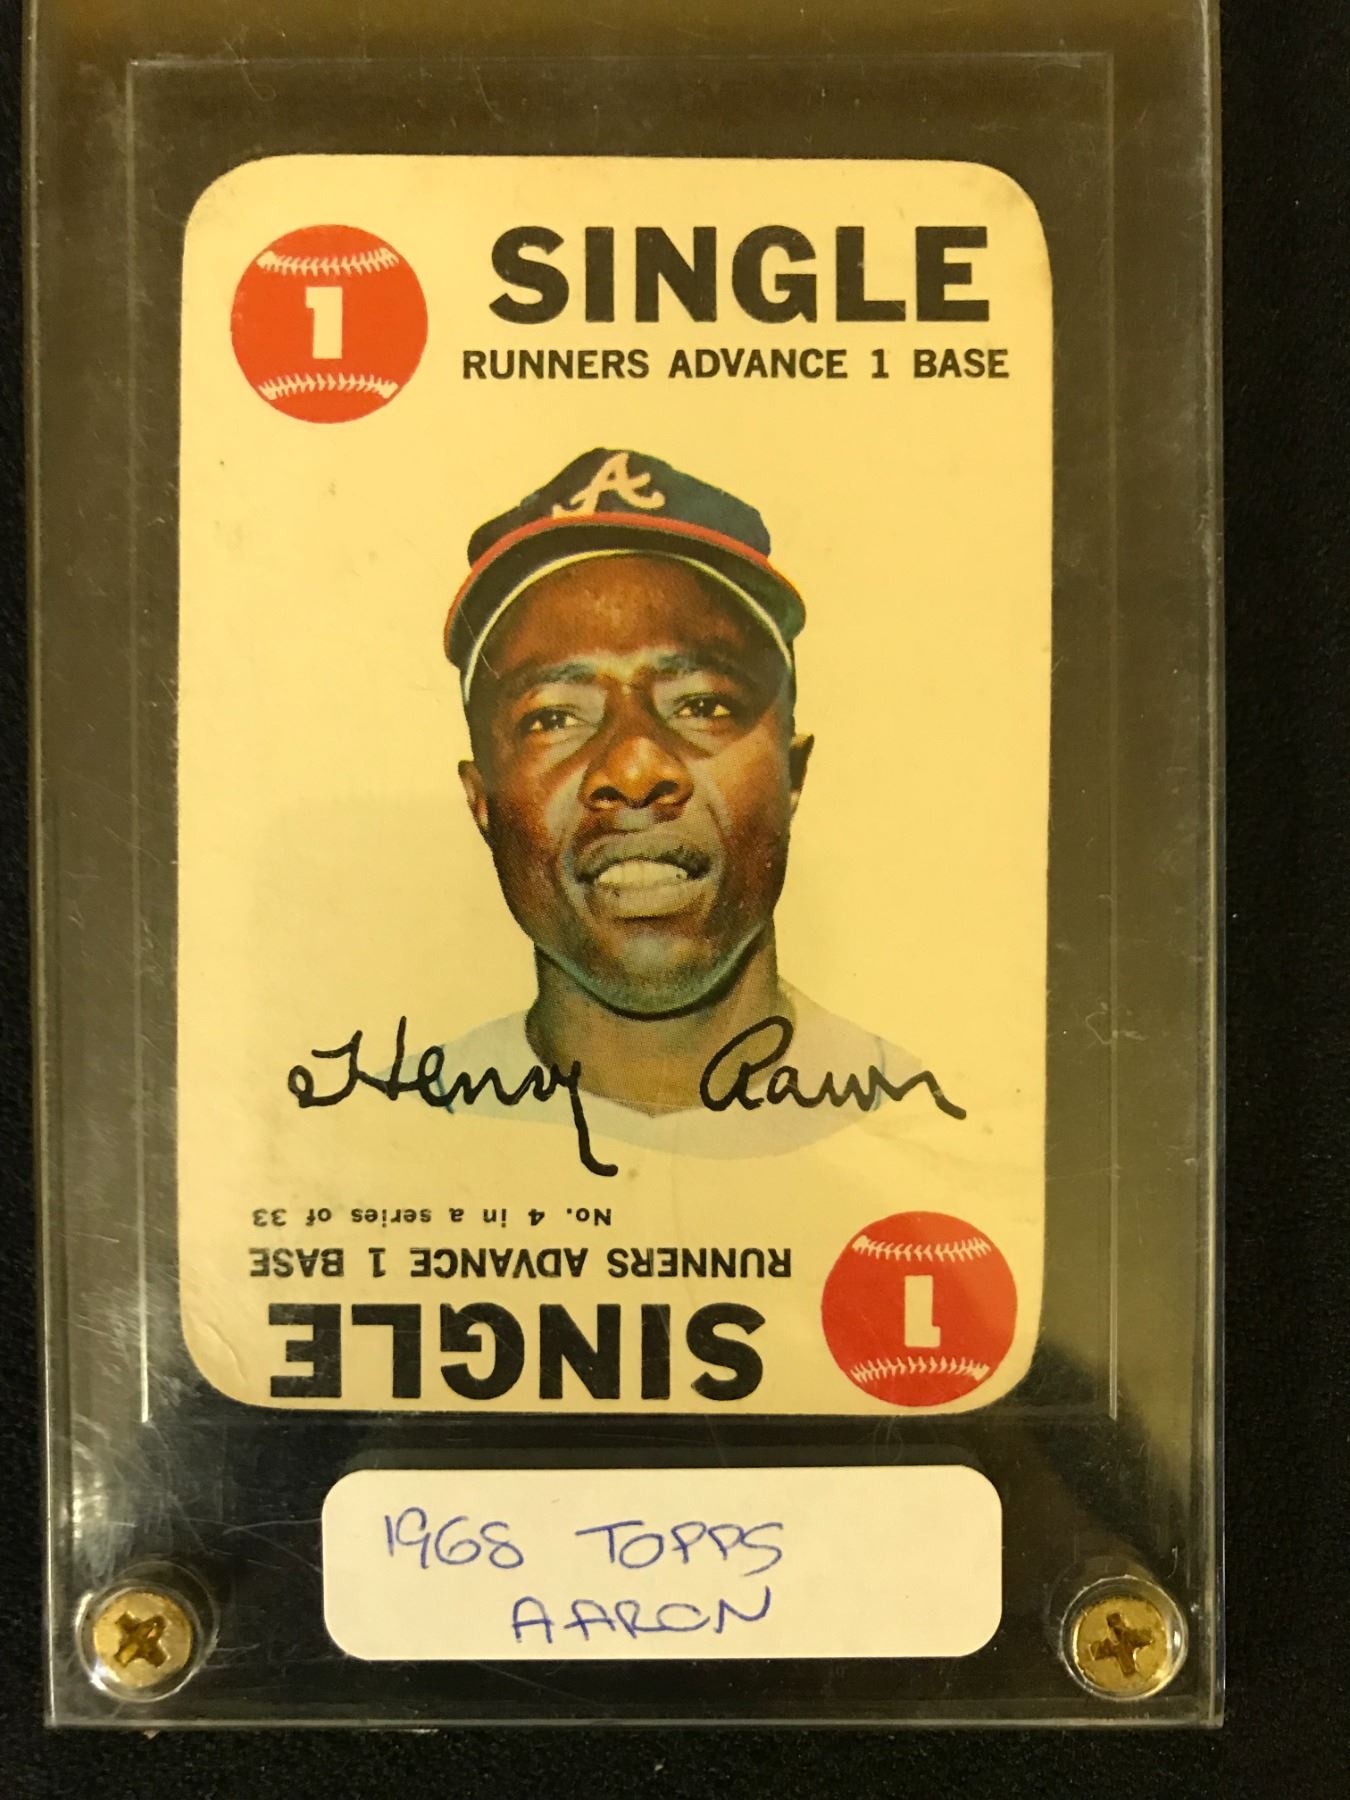 1
SINGLE
RUNNERS ADVANCE 1 BASE
A
Henry Aaron
No. 4 in a series of 33
RUNNERS ADVANCE 1 BASE
SINGLE
1
1968 TOPPS
AARON